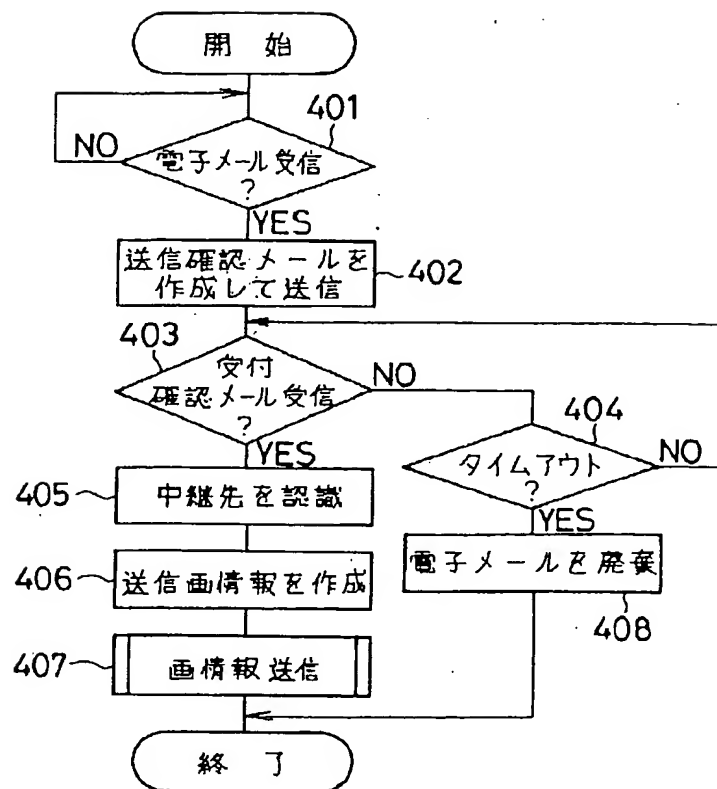 開始
401
NO
電子メール受信
?
YES
送信確認メールを
作成して送信
402
403
受付
確認メール受信
?
NO
YES
404
タイムアウト
?
NO
YES
405
中継先を認識
電子メールを廃棄
408
406
送信画情報を作成
407
画情報送信
終了